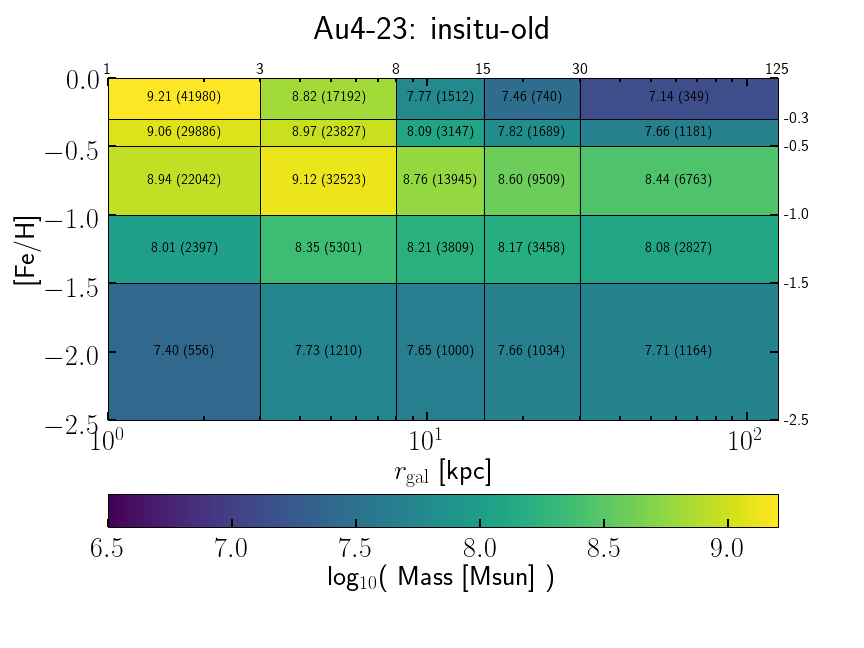 Au4-23: insitu-old
1 3 8 15 30 125
0.0 9.21 (41980) 8.82 (17192) 7.77 (1512) 7.46 (740) 7.14 (349)
-0.3
9.06 (29886) 8.97 (23827) 8.09 (3147) 7.82 (1689) 7.66 (1181)
−0.5 -0.5
8.94 (22042) 9.12 (32523) 8.76 (13945) 8.60 (9509) 8.44 (6763)
−1.0 -1.0
[Fe/H]
8.01 (2397) 8.35 (5301) 8.21 (3809) 8.17 (3458) 8.08 (2827)
−1.5 -1.5
−2.0 7.40 (556) 7.73 (1210) 7.65 (1000) 7.66 (1034) 7.71 (1164)
−2.5 -2.5
10⁰ 10¹ 10²
r_gal [kpc]
6.5 7.0 7.5 8.0 8.5 9.0
log₁₀( Mass [Msun] )